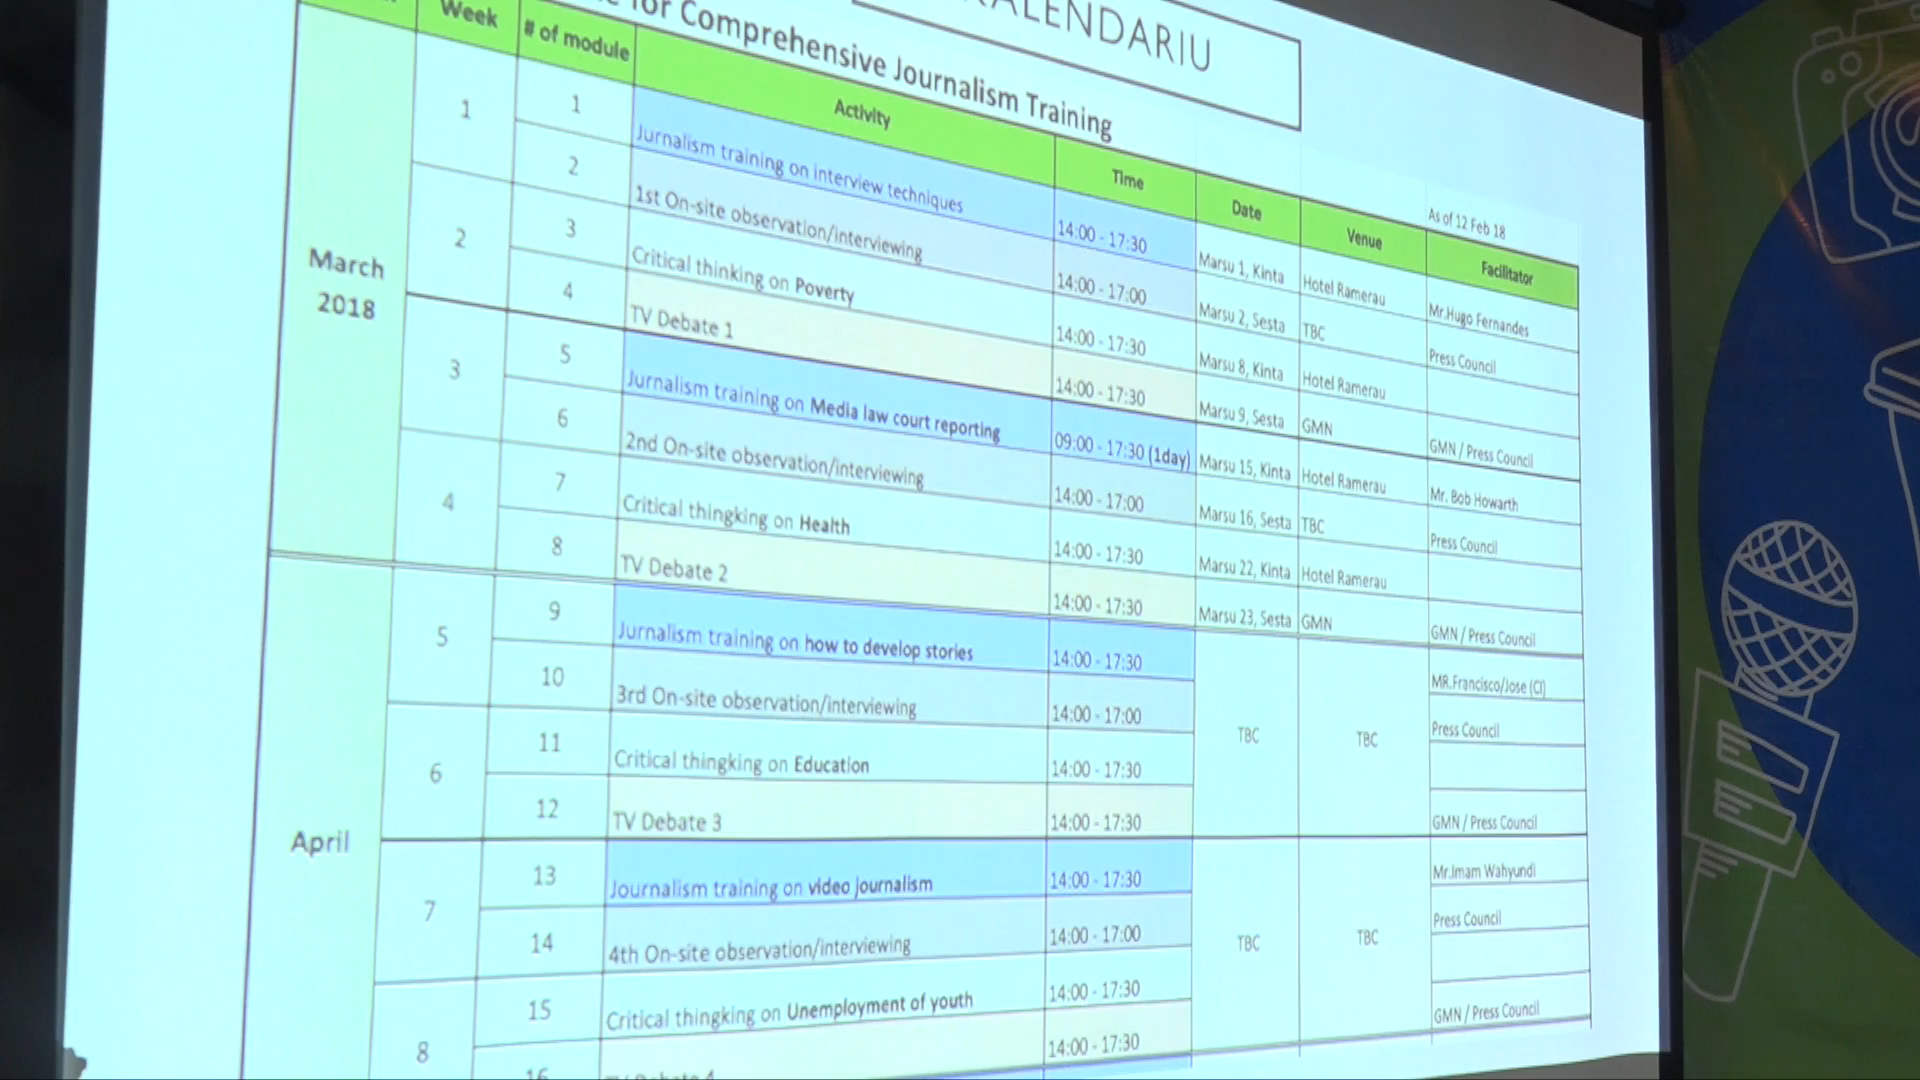 KALENDARIU
for Comprehensive Journalism Training
As of 12 Feb 18
Week # of module Activity Time Date Venue Facilitator
March 2018
1 1 Jurnalism training on interview techniques 14:00 - 17:30 Marsu 1, Kinta Hotel Ramerau Mr.Hugo Fernandes
2 1st On-site observation/interviewing 14:00 - 17:00 Marsu 2, Sesta TBC Press Council
2 3 Critical thinking on Poverty 14:00 - 17:30 Marsu 8, Kinta Hotel Ramerau
4 TV Debate 1 14:00 - 17:30 Marsu 9, Sesta GMN GMN / Press Council
3 5 Jurnalism training on Media law court reporting 09:00 - 17:30 (1day) Marsu 15, Kinta Hotel Ramerau Mr. Bob Howarth
6 2nd On-site observation/interviewing 14:00 - 17:00 Marsu 16, Sesta TBC Press Council
4 7 Critical thingking on Health 14:00 - 17:30 Marsu 22, Kinta Hotel Ramerau
8 TV Debate 2 14:00 - 17:30 Marsu 23, Sesta GMN GMN / Press Council
April
5 9 Jurnalism training on how to develop stories 14:00 - 17:30 TBC TBC MR.Francisco/Jose (CI)
10 3rd On-site observation/interviewing 14:00 - 17:00 Press Council
6 11 Critical thingking on Education 14:00 - 17:30
12 TV Debate 3 14:00 - 17:30 GMN / Press Council
7 13 Journalism training on video journalism 14:00 - 17:30 TBC TBC Mr.Imam Wahyundi
14 4th On-site observation/interviewing 14:00 - 17:00 Press Council
8 15 Critical thingking on Unemployment of youth 14:00 - 17:30
16 TV Debate 4 14:00 - 17:30 GMN / Press Council